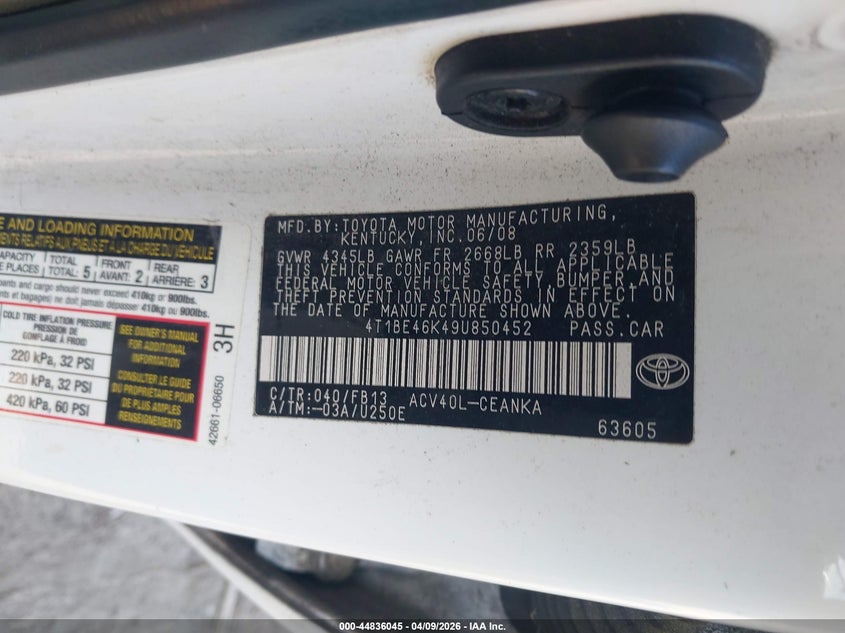 E AND LOADING INFORMATION
MENTS RELATIFS AUX PNEUS ET À LA CHARGE DU VÉHICULE
CAPACITY
PLACES
TOTAL
TOTAL: 5
FRONT
AVANT: 2
REAR
ARRIÈRE: 3
pants and cargo should never exceed 410kg or 900lbs.
et bagages) ne doit jamais dépasser 410kg or 900lbs.
COLD TIRE INFLATION PRESSURE
PRESSION DE
GONFLAGE À FROID
220 kPa, 32 PSI
220 kPa, 32 PSI
420 kPa, 60 PSI
SEE OWNER'S MANUAL
FOR ADDITIONAL
INFORMATION
CONSULTER LE GUIDE
DU PROPRIÉTAIRE POUR
DE PLUS AMPLES
RENSEIGNEMENTS
3H
42661-06650
MFD.BY:TOYOTA MOTOR MANUFACTURING,
KENTUCKY, INC.06/08
GVWR 4345LB GAWR FR 2668LB RR 2359LB
THIS VEHICLE CONFORMS TO ALL APPLICABLE
FEDERAL MOTOR VEHICLE SAFETY,BUMPER,AND
THEFT PREVENTION STANDARDS IN EFFECT ON
THE DATE OF MANUFACTURE SHOWN ABOVE.
4T1BE46K49U850452 PASS.CAR
C/TR:040/FB13 ACV40L-CEANKA
A/TM:-03A/U250E
63605
TOYOTA
000-44836045 - 04/09/2026 - IAA Inc.